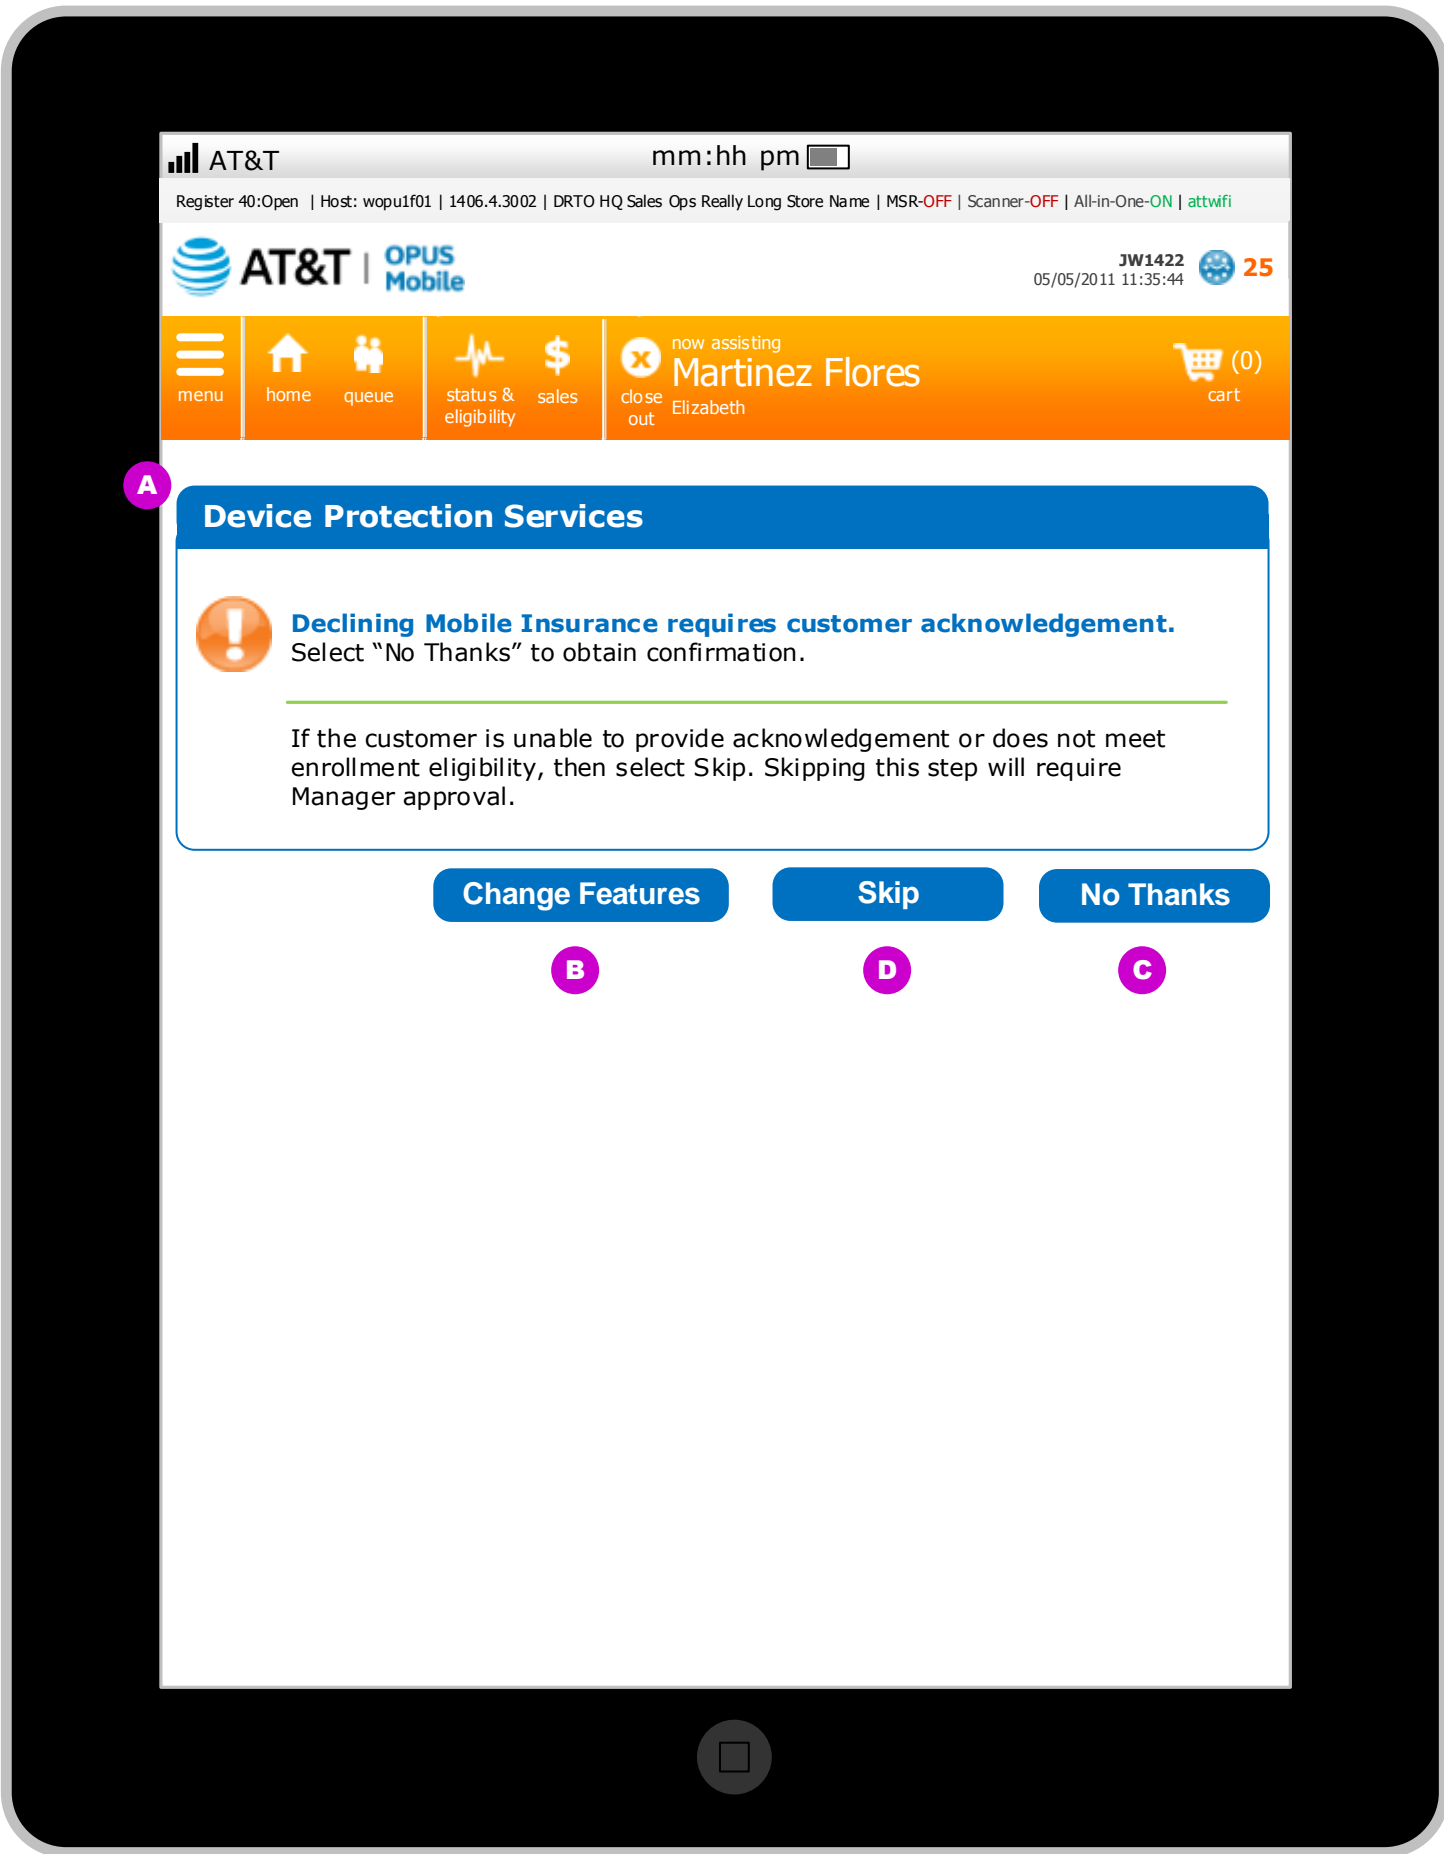 AT&T mm:hh pm
Register 40:Open | Host: wopu1f01 | 1406.4.3002 | DRTO HQ Sales Ops Really Long Store Name | MSR-OFF | Scanner-OFF | All-in-One-ON | attwifi
AT&T | OPUS Mobile
JW1422
05/05/2011 11:35:44
25
menu
home
queue
status & eligibility
sales
close out
now assisting
Martinez Flores
Elizabeth
(0)
cart
A
Device Protection Services
Declining Mobile Insurance requires customer acknowledgement.
Select “No Thanks” to obtain confirmation.
If the customer is unable to provide acknowledgement or does not meet
enrollment eligibility, then select Skip. Skipping this step will require
Manager approval.
Change Features Skip No Thanks
B D C